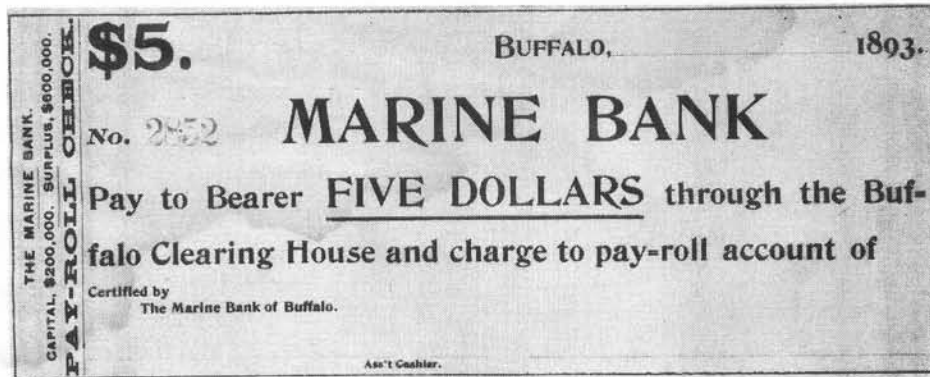 THE MARINE BANK.
CAPITAL, $200,000. SURPLUS, $600,000.
PAY-ROLL CHECK.
$5.
BUFFALO, 1893.
No. 2852 MARINE BANK
Pay to Bearer FIVE DOLLARS through the Buf-
falo Clearing House and charge to pay-roll account of
Certified by
The Marine Bank of Buffalo.
Ass't Cashier.